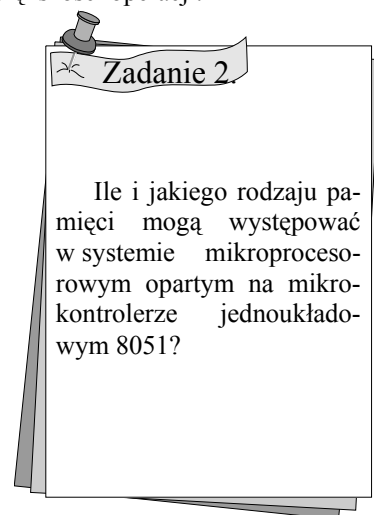 Zadanie 2.
Ile i jakiego rodzaju pa-
mięci mogą występować
w systemie mikroproceso-
rowym opartym na mikro-
kontrolerze jednoukłado-
wym 8051?